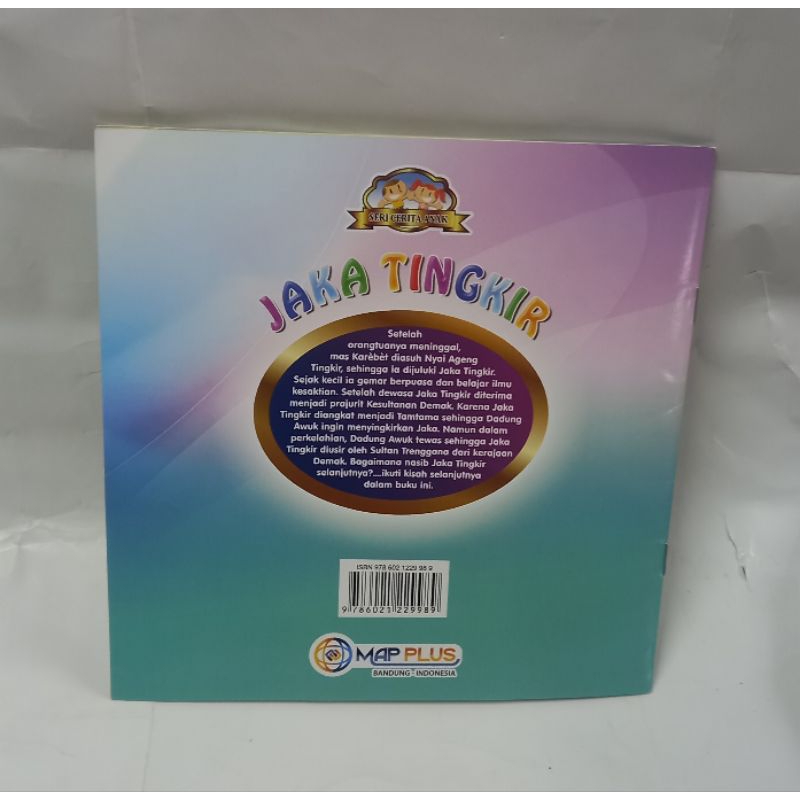 SERI CERITA ANAK
JAKA TINGKIR
Setelah
orangtuanya meninggal,
mas Karèbèt diasuh Nyai Ageng
Tingkir, sehingga ia dijuluki Jaka Tingkir.
Sejak kecil ia gemar berpuasa dan belajar ilmu
kesaktian. Setelah dewasa Jaka Tingkir diterima
menjadi prajurit Kesultanan Demak. Karena Jaka
Tingkir diangkat menjadi Tamtama sehingga Dadung
Awuk ingin menyingkirkan Jaka. Namun dalam
perkelahian, Dadung Awuk tewas sehingga Jaka
Tingkir diusir oleh Sultan Trenggana dari kerajaan
Demak. Bagaimana nasib Jaka Tingkir
selanjutnya?....ikuti kisah selanjutnya
dalam buku ini.
ISBN 978 602 1229 98 9
9 786021 229989
MAP PLUS
BANDUNG - INDONESIA